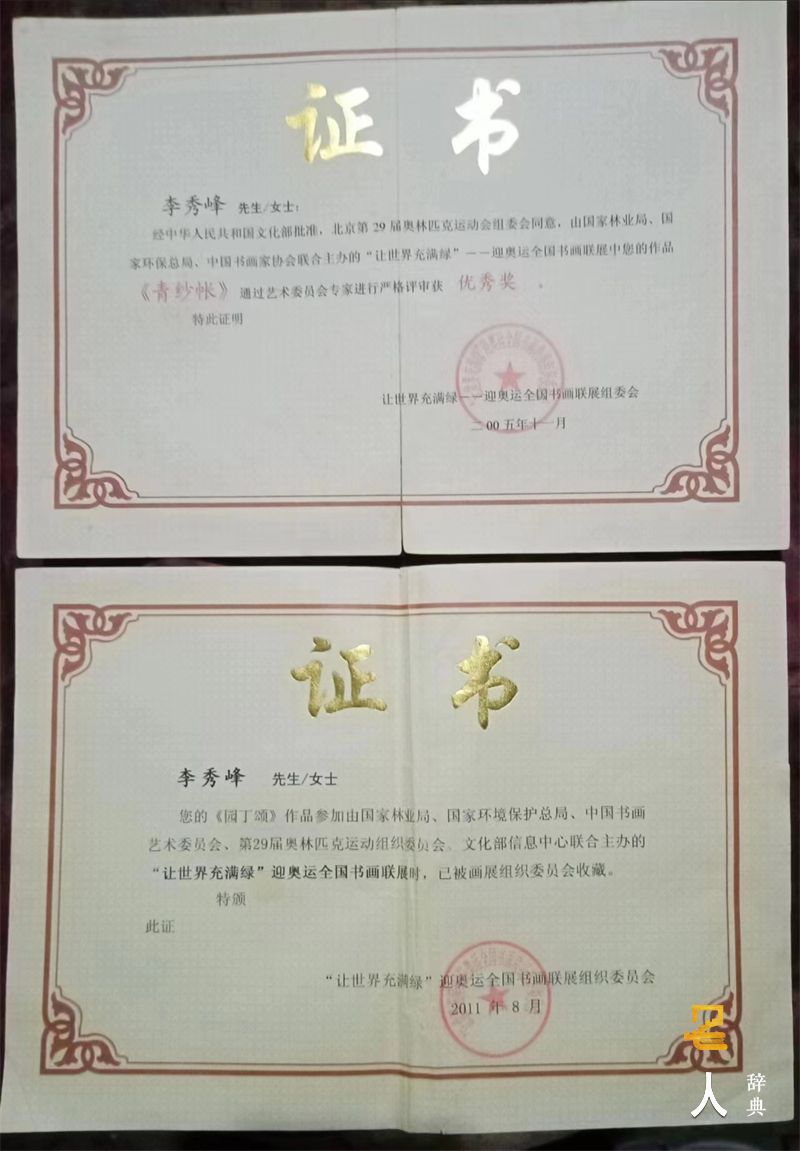 证 书
李秀峰 先生/女士：
经中华人民共和国文化部批准，北京第29届奥林匹克运动会组委会同意，由国家林业局、国
家环保总局、中国书画家协会联合主办的“让世界充满绿”——迎奥运全国书画联展中您的作品
《青纱帐》通过艺术委员会专家进行严格评审获 优秀奖 。
特此证明
让世界充满绿——迎奥运全国书画联展组委会
二00五年十一月
证 书
李秀峰 先生/女士
您的《园丁颂》作品参加由国家林业局、国家环境保护总局、中国书画
艺术委员会、第29届奥林匹克运动组织委员会、文化部信息中心联合主办的
“让世界充满绿”迎奥运全国书画联展时，已被画展组织委员会收藏。
特颁
此证
“让世界充满绿”迎奥运全国书画联展组织委员会
2011 年 8 月
人
辞典